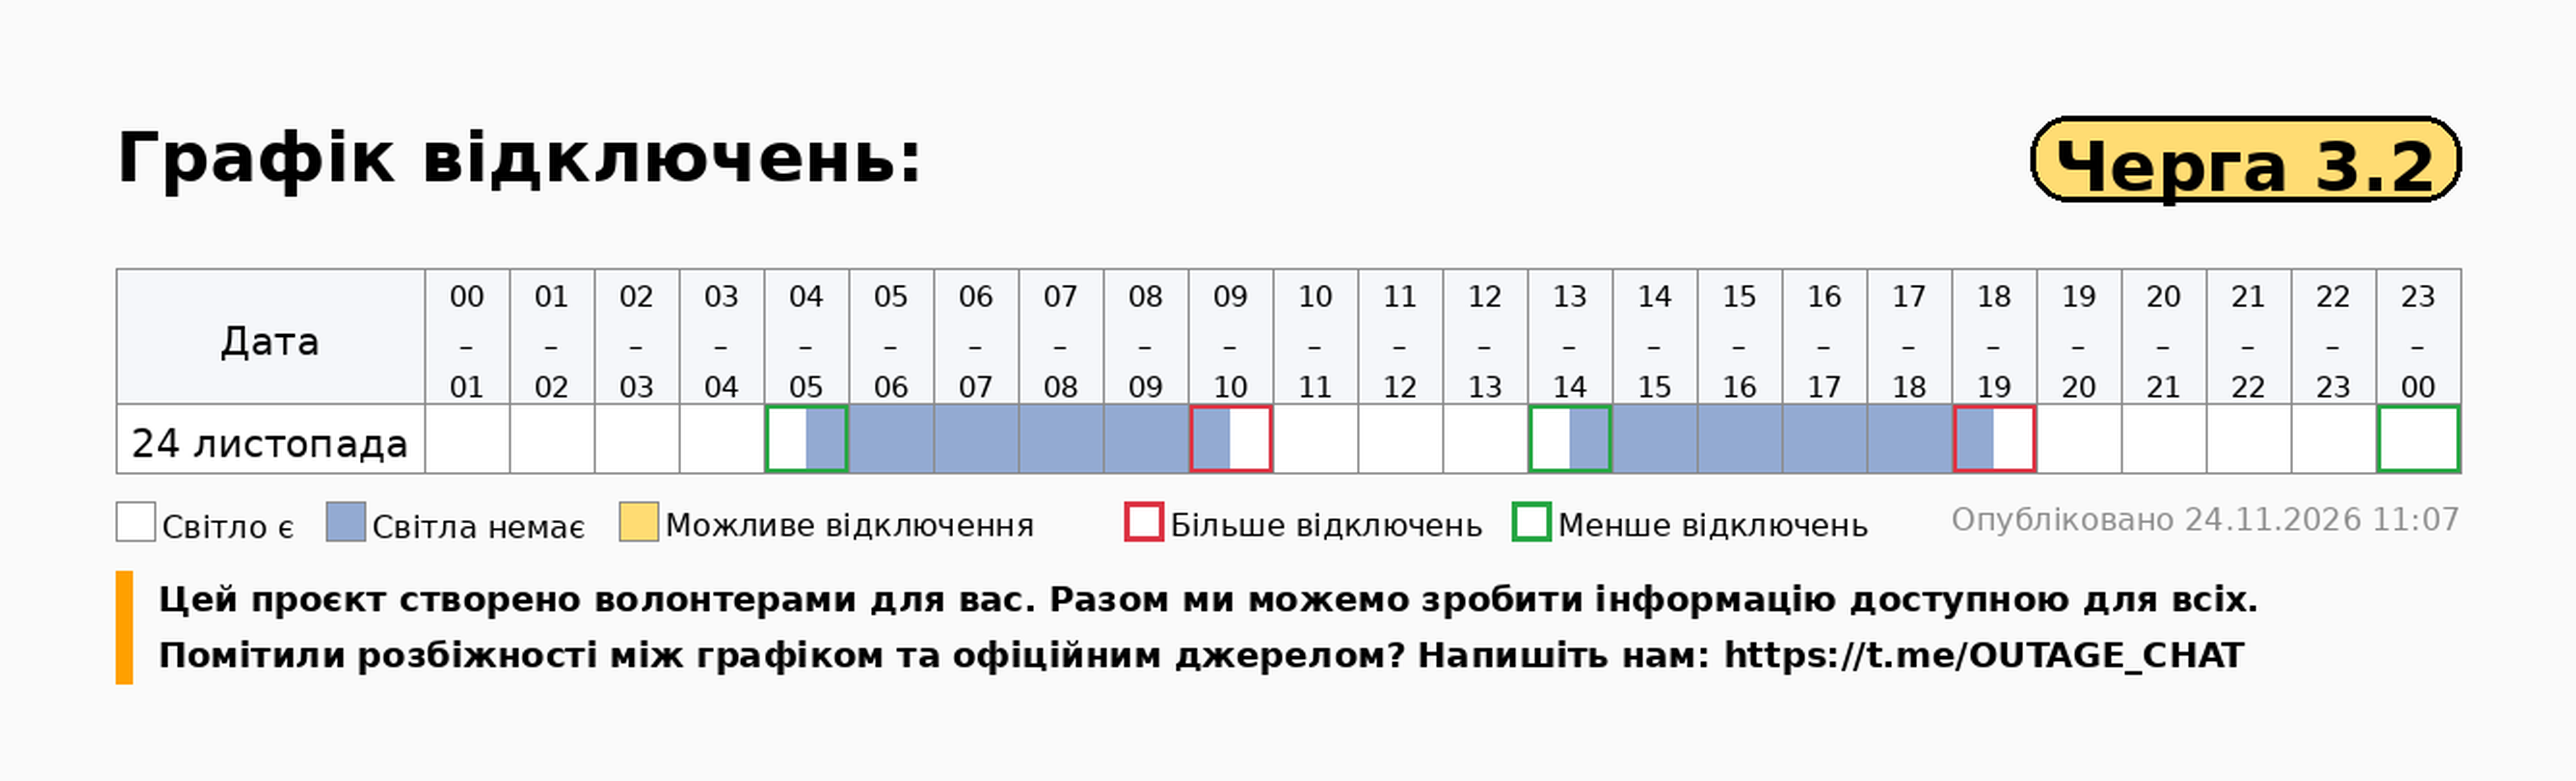 Графік відключень:
Черга 3.2
Дата
00 – 01
01 – 02
02 – 03
03 – 04
04 – 05
05 – 06
06 – 07
07 – 08
08 – 09
09 – 10
10 – 11
11 – 12
12 – 13
13 – 14
14 – 15
15 – 16
16 – 17
17 – 18
18 – 19
19 – 20
20 – 21
21 – 22
22 – 23
23 – 00
24 листопада
Світло є
Світла немає
Можливе відключення
Більше відключень
Менше відключень
Опубліковано 24.11.2026 11:07
Цей проєкт створено волонтерами для вас. Разом ми можемо зробити інформацію доступною для всіх.
Помітили розбіжності між графіком та офіційним джерелом? Напишіть нам: https://t.me/OUTAGE_CHAT